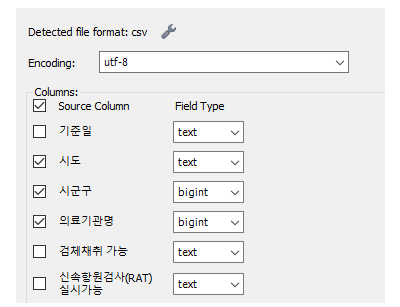 Detected file format: csv
Encoding: utf-8
Columns:
Source Column Field Type
기준일 text
시도 text
시군구 bigint
의료기관명 bigint
검체채취 가능 text
신속항원검사(RAT)
실시가능 text